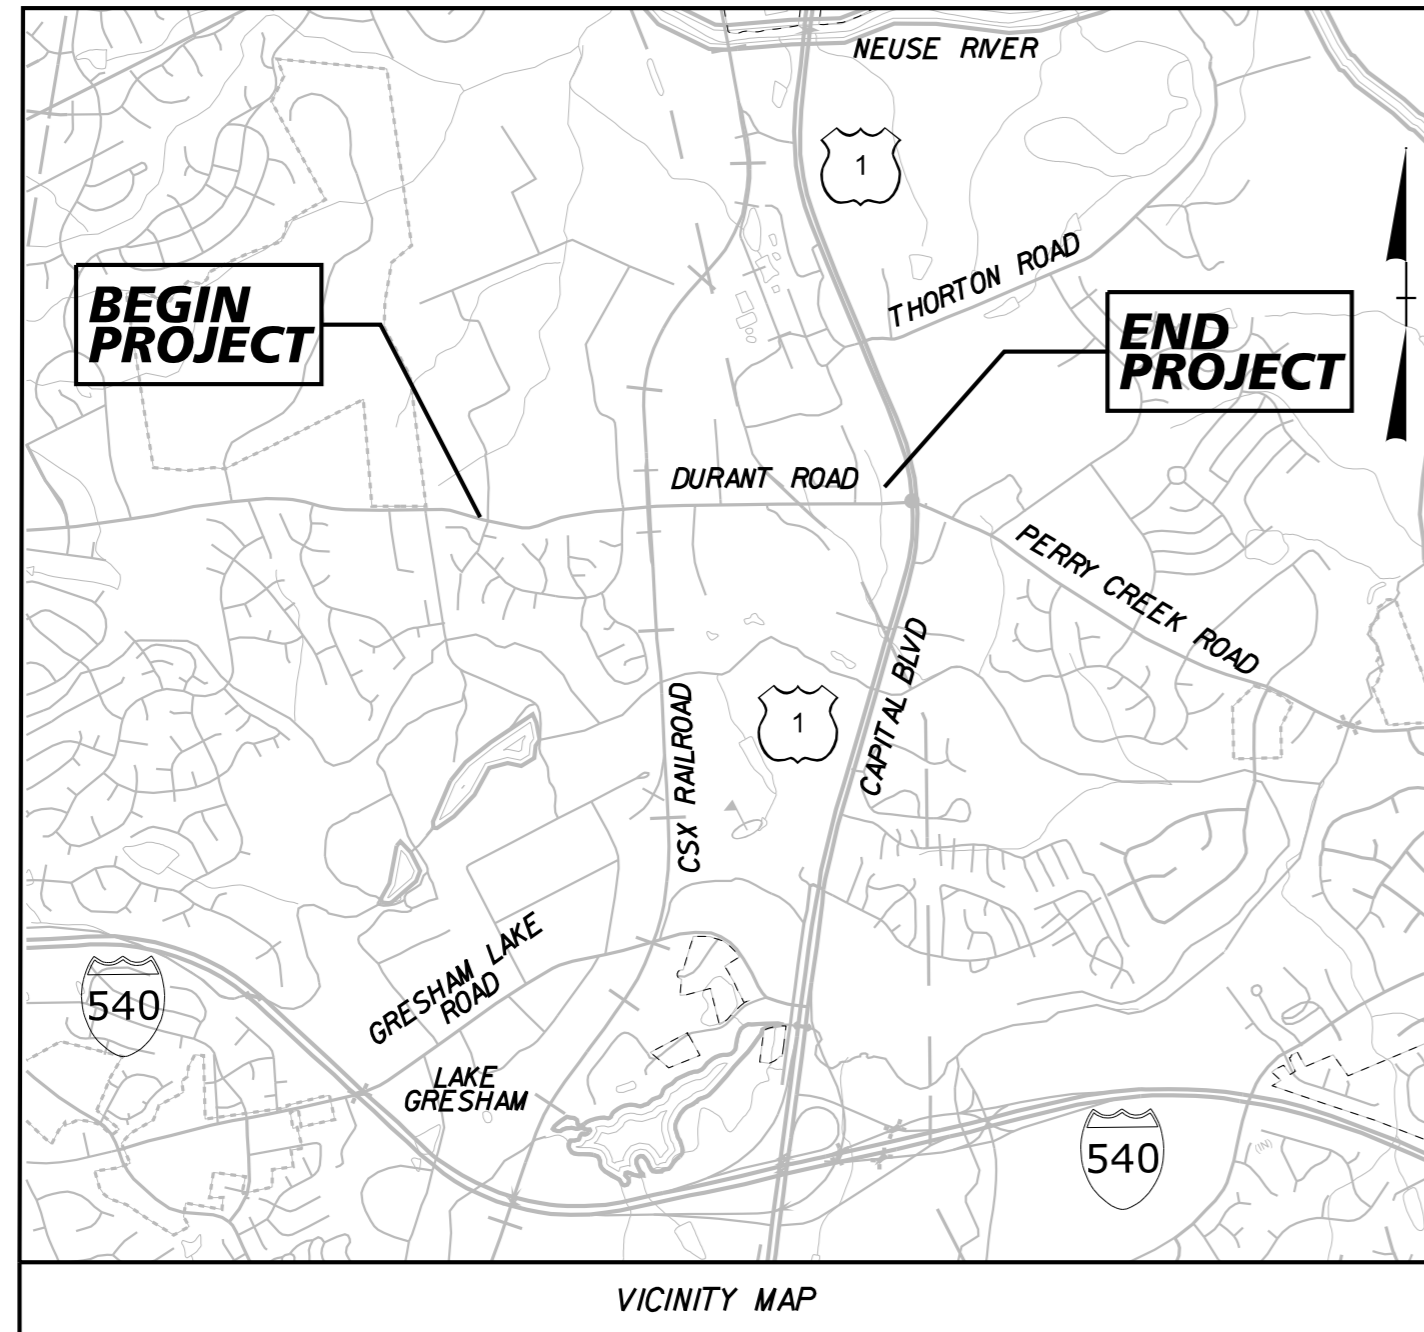 NEUSE RIVER
1
THORTON ROAD
BEGIN
PROJECT
END
PROJECT
DURANT ROAD
PERRY CREEK ROAD
CAPITAL BLVD
CSX RAILROAD
1
GRESHAM LAKE
ROAD
540
LAKE
GRESHAM
540
(IN)
VICINITY MAP